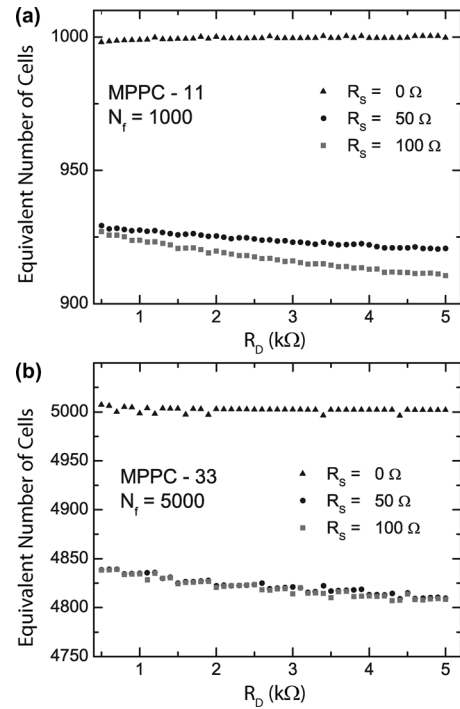 (a)
1000
950
900
Equivalent Number of Cells
MPPC - 11
N_f = 1000
▲ R_S = 0 Ω
● R_S = 50 Ω
■ R_S = 100 Ω
1 2 3 4 5
R_D (kΩ)
(b)
5000
4950
4900
4850
4800
4750
Equivalent Number of Cells
MPPC - 33
N_f = 5000
▲ R_S = 0 Ω
● R_S = 50 Ω
■ R_S = 100 Ω
1 2 3 4 5
R_D (kΩ)